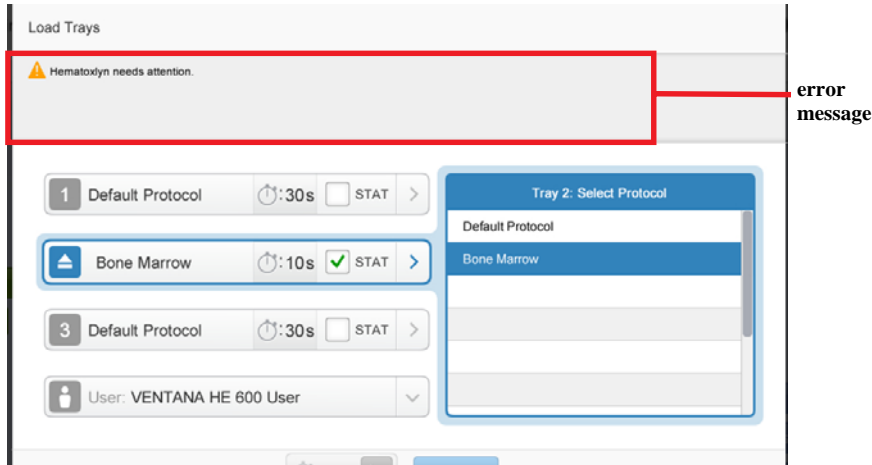 Load Trays
Hematoxlyn needs attention.
error
message
1 Default Protocol :30s STAT
Bone Marrow :10s STAT
3 Default Protocol :30s STAT
User: VENTANA HE 600 User
Tray 2: Select Protocol
Default Protocol
Bone Marrow